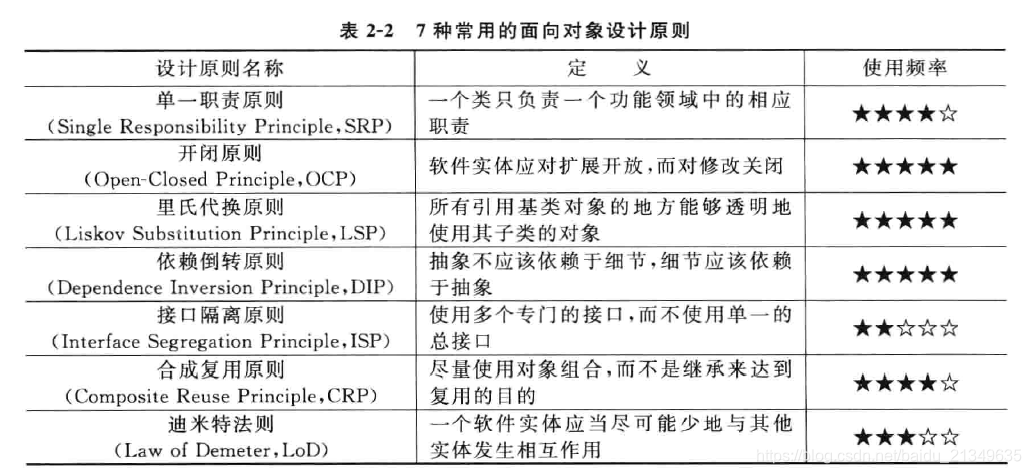 表 2-2 7 种常用的面向对象设计原则
设计原则名称 定 义 使用频率
单一职责原则
(Single Responsibility Principle,SRP)
一个类只负责一个功能领域中的相应
职责
★★★★☆
开闭原则
(Open-Closed Principle,OCP)
软件实体应对扩展开放,而对修改关闭
★★★★★
里氏代换原则
(Liskov Substitution Principle,LSP)
所有引用基类对象的地方能够透明地
使用其子类的对象
★★★★★
依赖倒转原则
(Dependence Inversion Principle,DIP)
抽象不应该依赖于细节,细节应该依赖
于抽象
★★★★★
接口隔离原则
(Interface Segregation Principle,ISP)
使用多个专门的接口,而不使用单一的
总接口
★★☆☆☆
合成复用原则
(Composite Reuse Principle,CRP)
尽量使用对象组合,而不是继承来达到
复用的目的
★★★★☆
迪米特法则
(Law of Demeter,LoD)
一个软件实体应当尽可能少地与其他
实体发生相互作用
★★★☆☆
https://blog.csdn.net/baidu_21349635